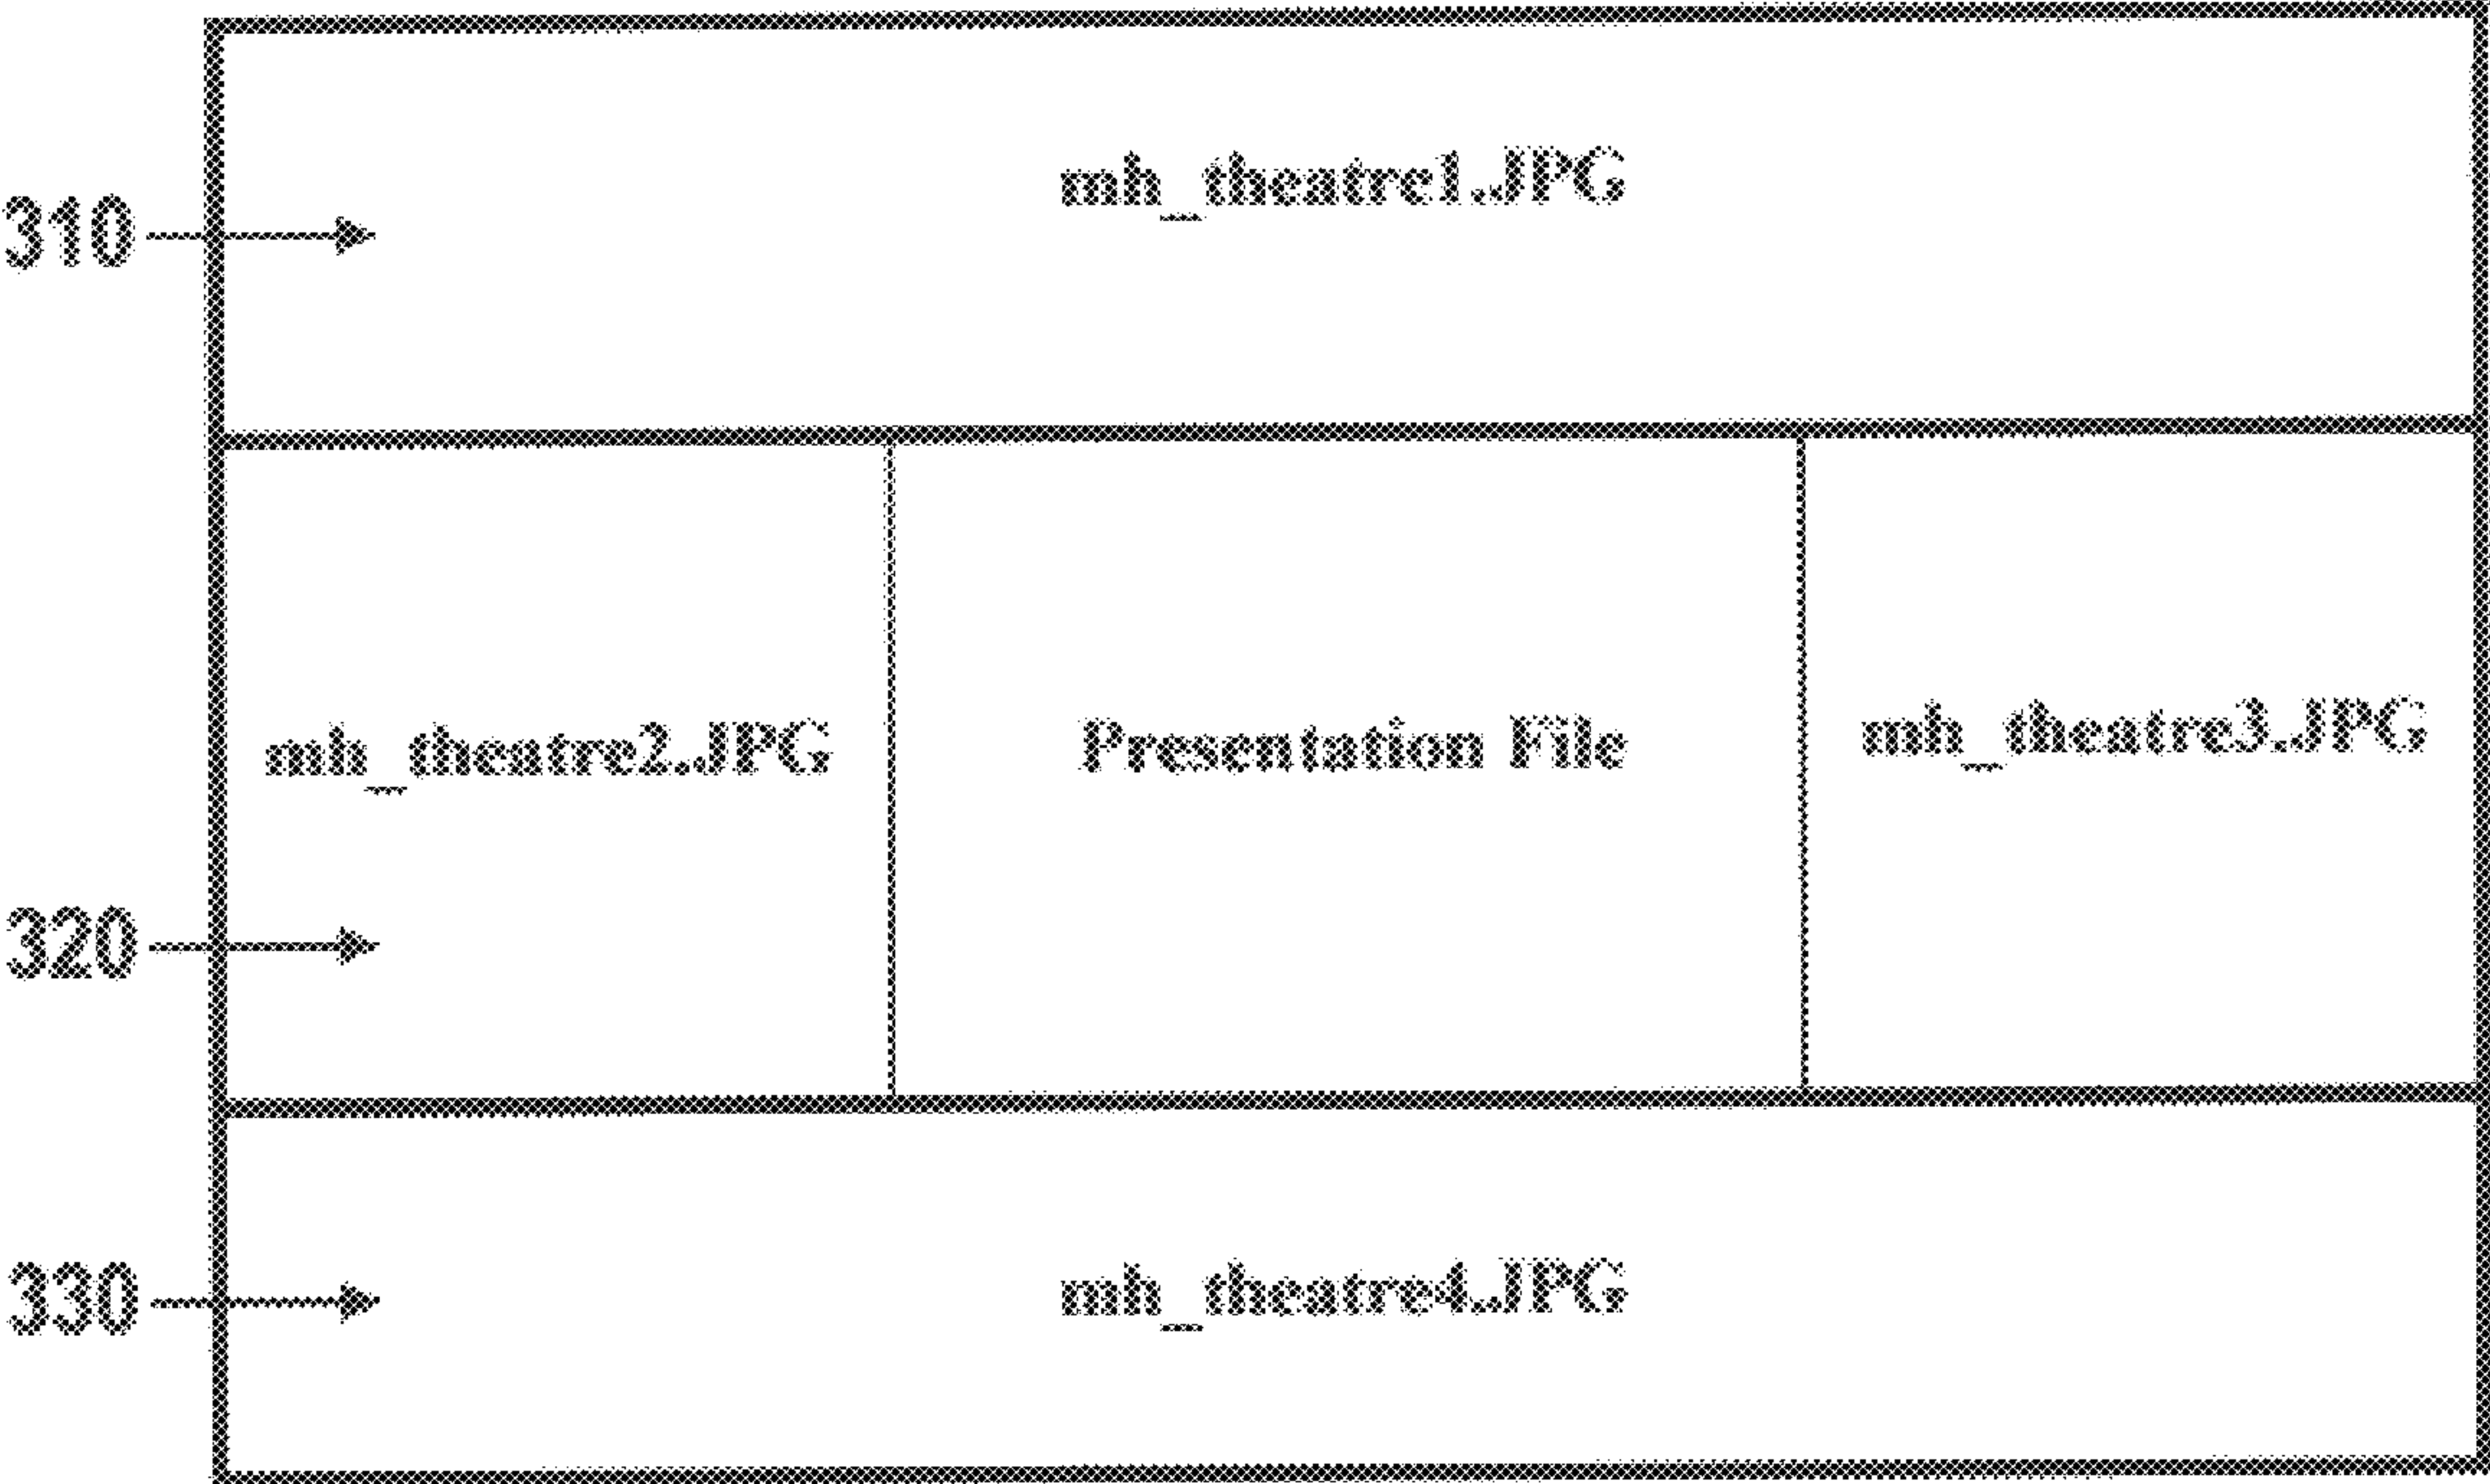 mh_theatre1.JPG
310
mh_theatre2.JPG
Presentation File
mh_theatre3.JPG
320
330
mh_theatre4.JPG